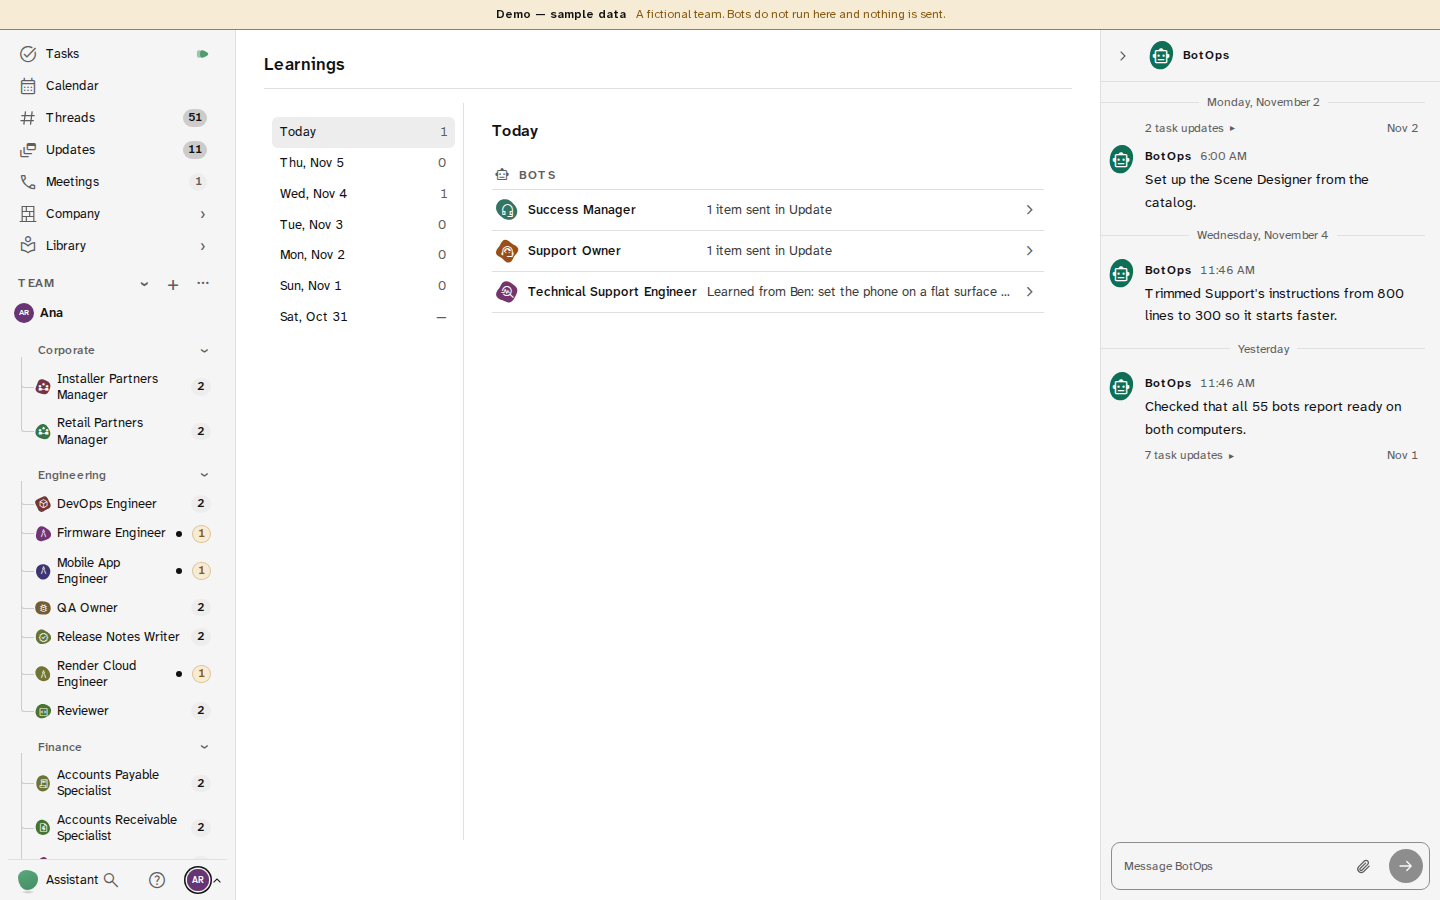 Demo — sample data A fictional team. Bots do not run here and nothing is sent.
Tasks
Calendar
Threads 51
Updates 11
Meetings 1
Company
Library
TEAM
AR Ana
Corporate
Installer Partners
Manager 2
Retail Partners
Manager 2
Engineering
DevOps Engineer 2
Firmware Engineer 1
Mobile App
Engineer 1
QA Owner 2
Release Notes Writer 2
Render Cloud
Engineer 1
Reviewer 2
Finance
Accounts Payable
Specialist 2
Accounts Receivable
Specialist 2
Assistant AR
Learnings
Today 1
Thu, Nov 5 0
Wed, Nov 4 1
Tue, Nov 3 0
Mon, Nov 2 0
Sun, Nov 1 0
Sat, Oct 31 —
Today
BOTS
Success Manager 1 item sent in Update
Support Owner 1 item sent in Update
Technical Support Engineer Learned from Ben: set the phone on a flat surface ...
BotOps
Monday, November 2
2 task updates Nov 2
BotOps 6:00 AM
Set up the Scene Designer from the
catalog.
Wednesday, November 4
BotOps 11:46 AM
Trimmed Support's instructions from 800
lines to 300 so it starts faster.
Yesterday
BotOps 11:46 AM
Checked that all 55 bots report ready on
both computers.
7 task updates Nov 1
Message BotOps